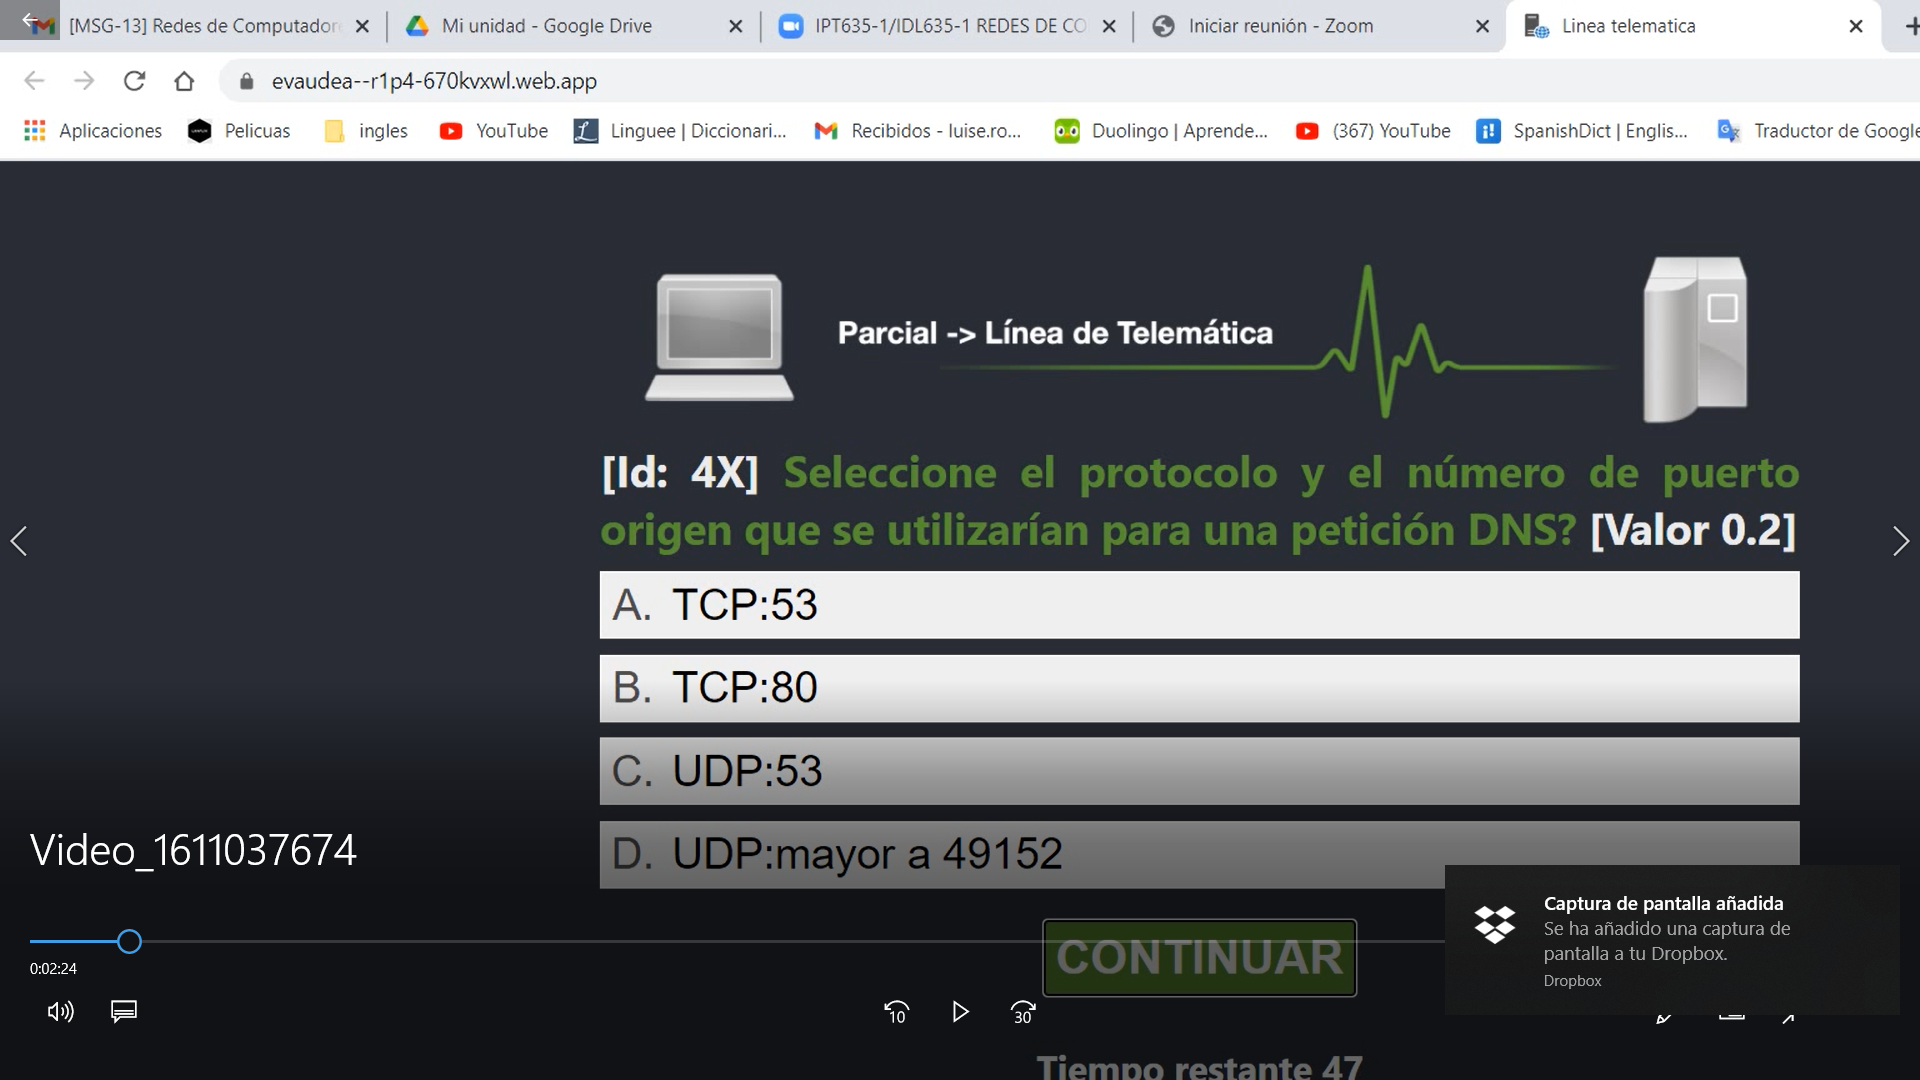 [MSG-13] Redes de Computador
Mi unidad - Google Drive
IPT635-1/IDL635-1 REDES DE CO
Iniciar reunión - Zoom
Linea telematica
evaudea--r1p4-670kvxwl.web.app
Aplicaciones
Pelicuas
ingles
YouTube
Linguee | Diccionari...
Recibidos - luise.ro...
Duolingo | Aprende...
(367) YouTube
SpanishDict | Englis...
Traductor de Google
Parcial -> Línea de Telemática
[Id: 4X] Seleccione el protocolo y el número de puerto
origen que se utilizarían para una petición DNS? [Valor 0.2]
A. TCP:53
B. TCP:80
C. UDP:53
D. UDP:mayor a 49152
Video_1611037674
Captura de pantalla añadida
Se ha añadido una captura de
pantalla a tu Dropbox.
Dropbox
CONTINUAR
0:02:24
10
30
Tiempo restante 47